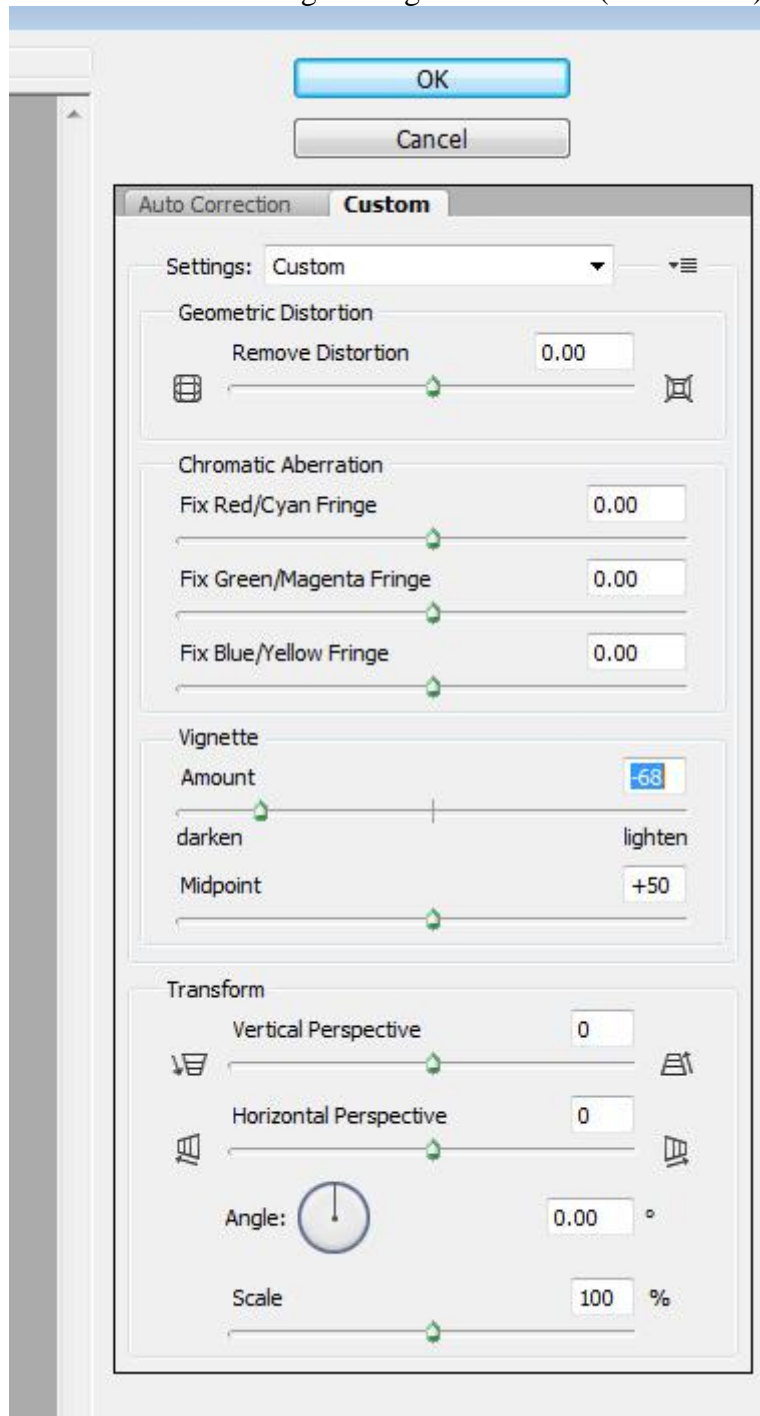 OK
Cancel
Auto Correction Custom
Settings: Custom
Geometric Distortion
Remove Distortion 0.00
Chromatic Aberration
Fix Red/Cyan Fringe 0.00
Fix Green/Magenta Fringe 0.00
Fix Blue/Yellow Fringe 0.00
Vignette
Amount -68
darken lighten
Midpoint +50
Transform
Vertical Perspective 0
Horizontal Perspective 0
Angle: 0.00 °
Scale 100 %